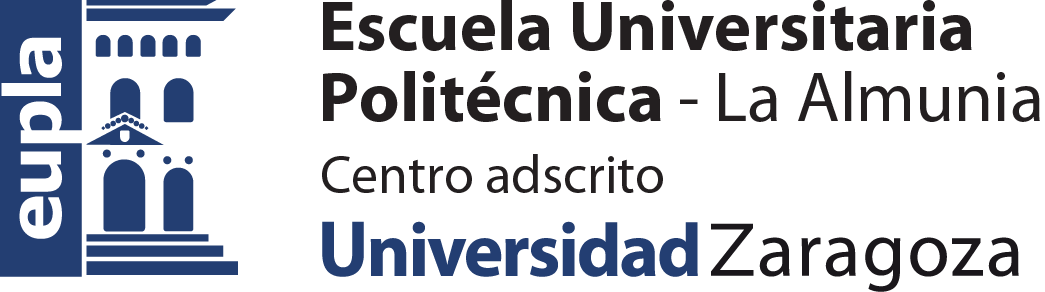 eupla
Escuela Universitaria
Politécnica - La Almunia
Centro adscrito
Universidad Zaragoza